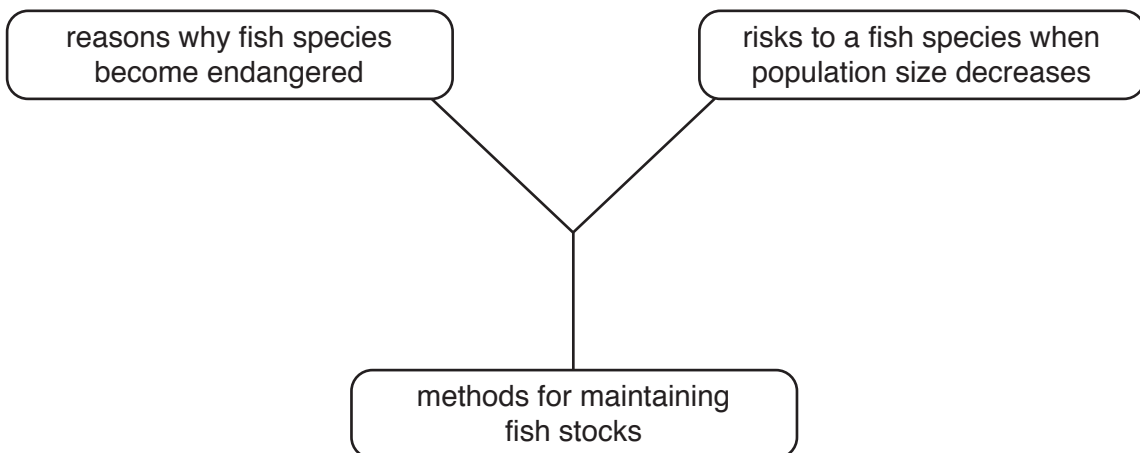 reasons why fish species
become endangered
risks to a fish species when
population size decreases
methods for maintaining
fish stocks